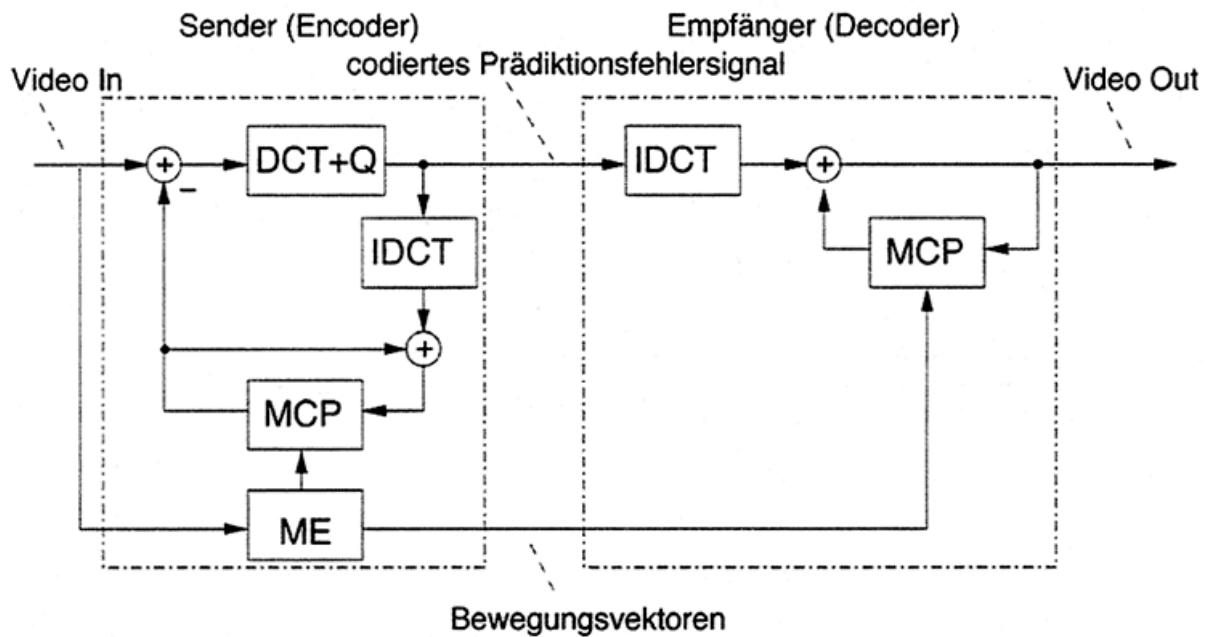 Sender (Encoder)
Empfänger (Decoder)
Video In
codiertes Prädiktionsfehlersignal
Video Out
+
DCT+Q
IDCT
+
–
IDCT
MCP
+
MCP
ME
Bewegungsvektoren